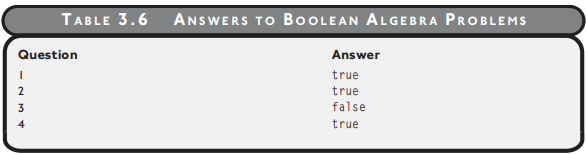 TABLE 3.6 ANSWERS TO BOOLEAN ALGEBRA PROBLEMS
Question Answer
1 true
2 true
3 false
4 true